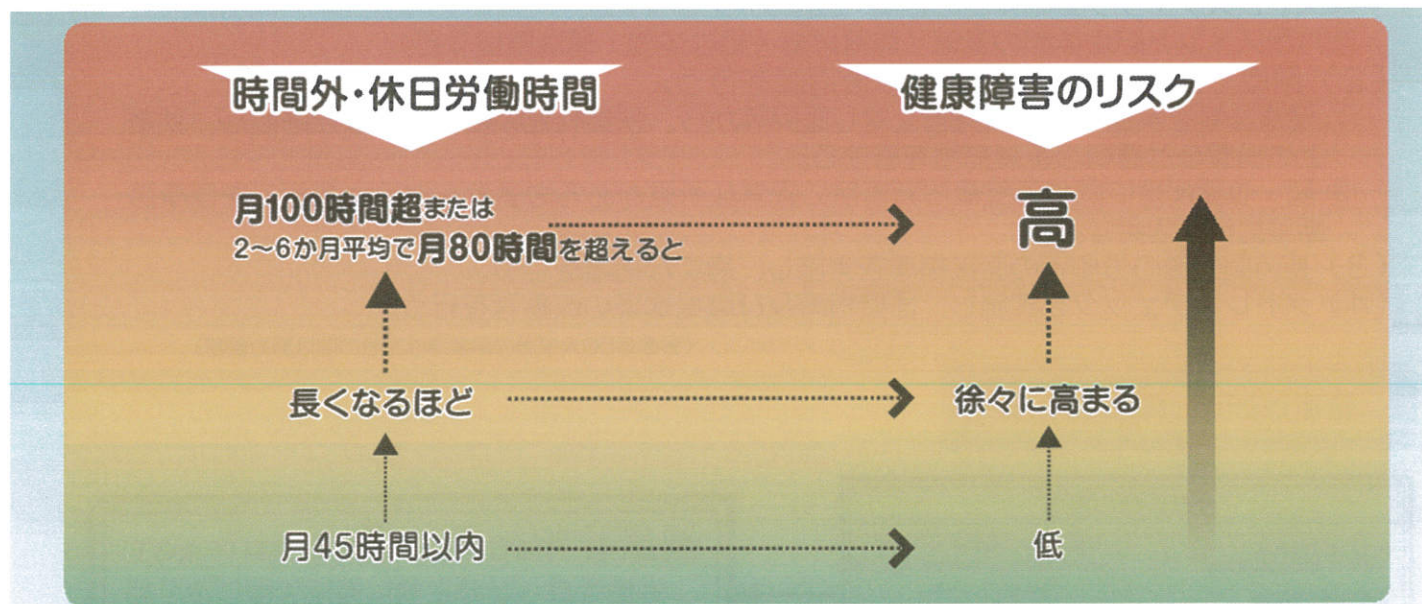 時間外・休日労働時間
健康障害のリスク
月100時間超または
2〜6か月平均で月80時間を超えると
高
長くなるほど
徐々に高まる
月45時間以内
低